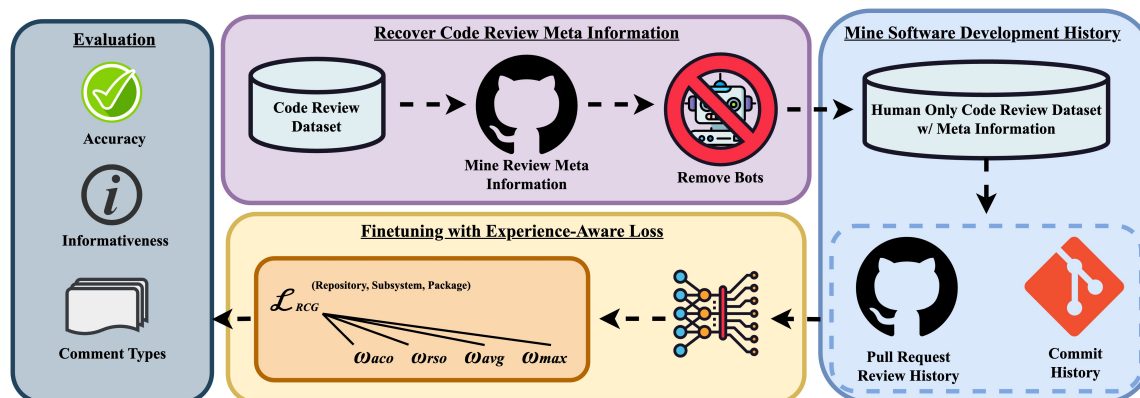 Evaluation
Accuracy
Informativeness
Comment Types
Recover Code Review Meta Information
Code Review
Dataset
Mine Review Meta
Information
Remove Bots
Mine Software Development History
Human Only Code Review Dataset
w/ Meta Information
Pull Request
Review History
Commit
History
Finetuning with Experience-Aware Loss
(Repository, Subsystem, Package)
ℒ RCG
ωaco ωrso ωavg ωmax